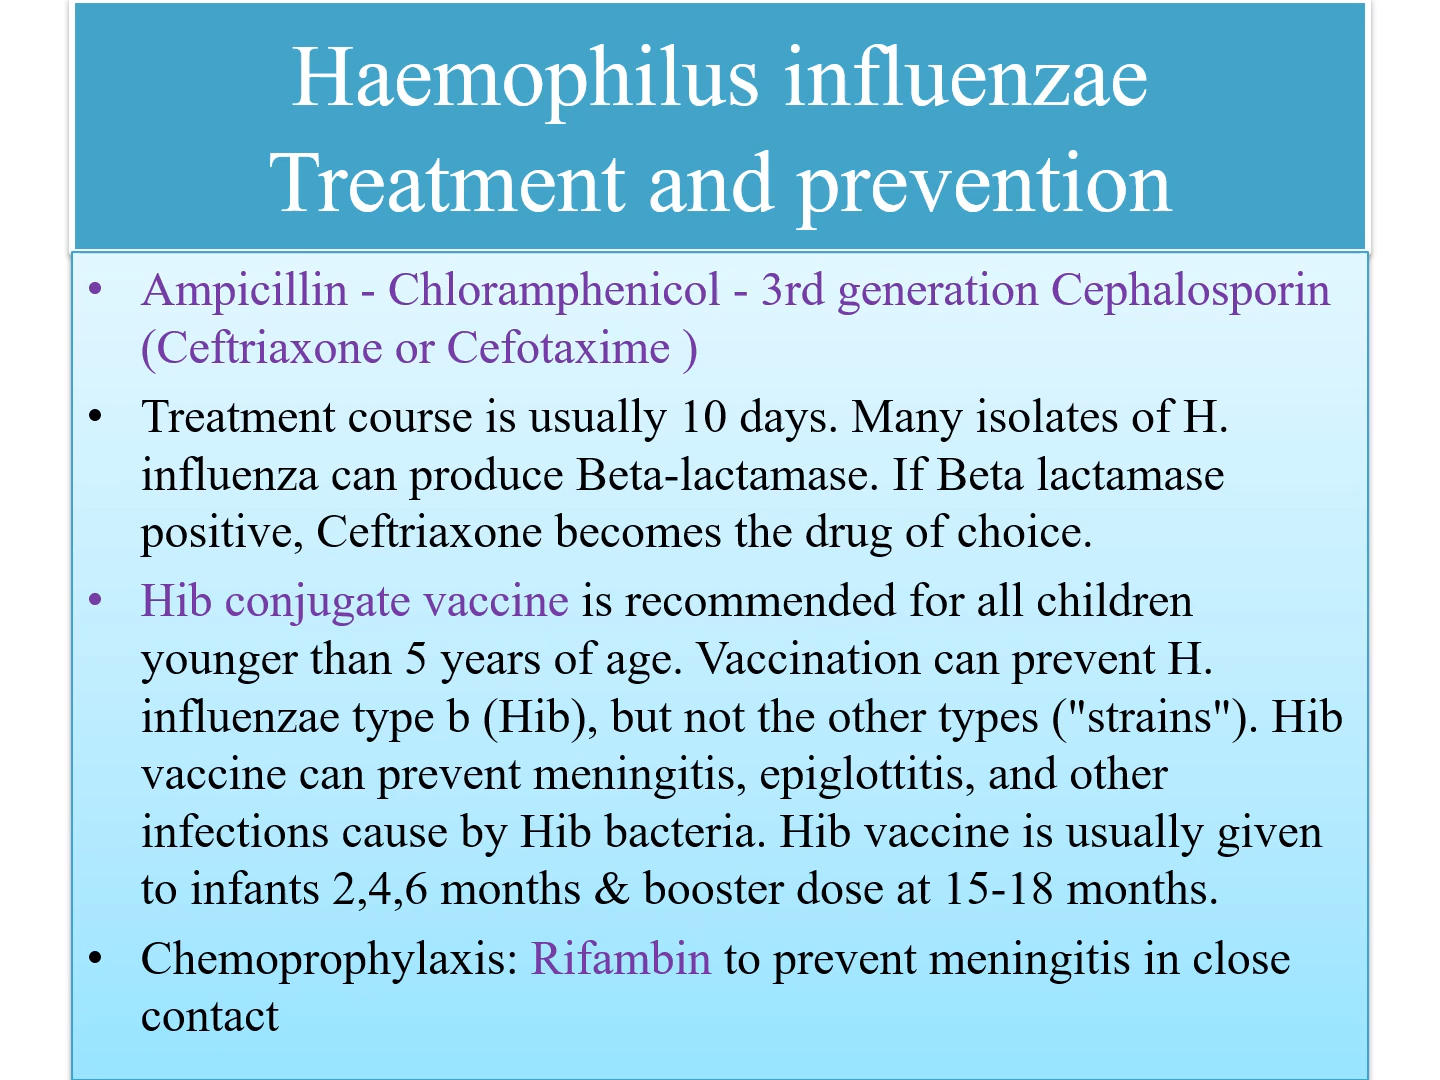 Haemophilus influenzae
Treatment and prevention
• Ampicillin - Chloramphenicol - 3rd generation Cephalosporin
(Ceftriaxone or Cefotaxime )
• Treatment course is usually 10 days. Many isolates of H.
influenza can produce Beta-lactamase. If Beta lactamase
positive, Ceftriaxone becomes the drug of choice.
• Hib conjugate vaccine is recommended for all children
younger than 5 years of age. Vaccination can prevent H.
influenzae type b (Hib), but not the other types ("strains"). Hib
vaccine can prevent meningitis, epiglottitis, and other
infections cause by Hib bacteria. Hib vaccine is usually given
to infants 2,4,6 months & booster dose at 15-18 months.
• Chemoprophylaxis: Rifambin to prevent meningitis in close
contact